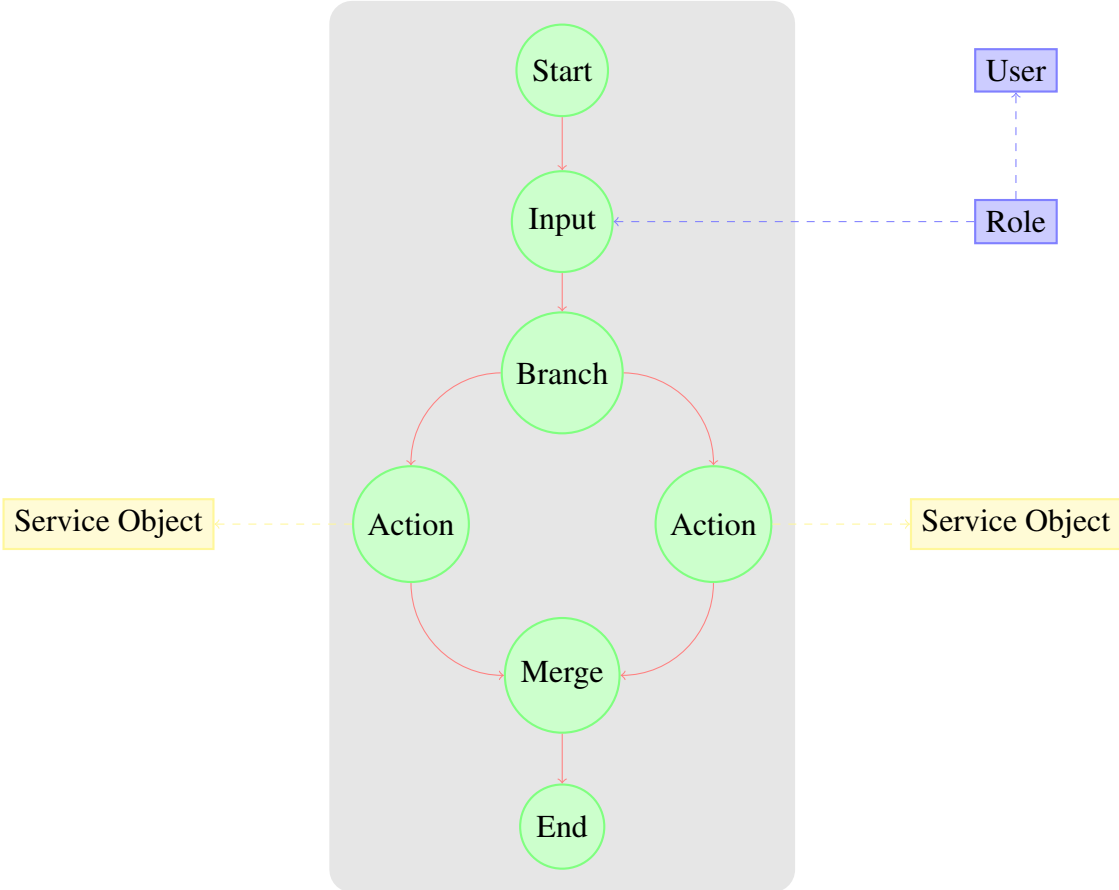 Start
User
Input
Role
Branch
Service Object
Action
Action
Service Object
Merge
End